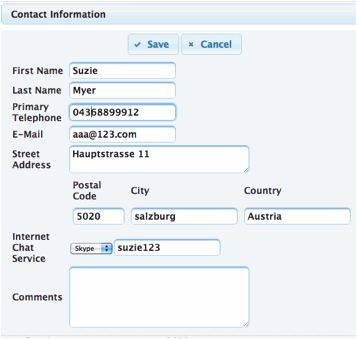 Contact Information
Save Cancel
First Name Suzie
Last Name Myer
Primary
Telephone 04368899912
E-Mail aaa@123.com
Street
Address Hauptstrasse 11
Postal
Code City Country
5020 salzburg Austria
Internet
Chat
Service Skype suzie123
Comments